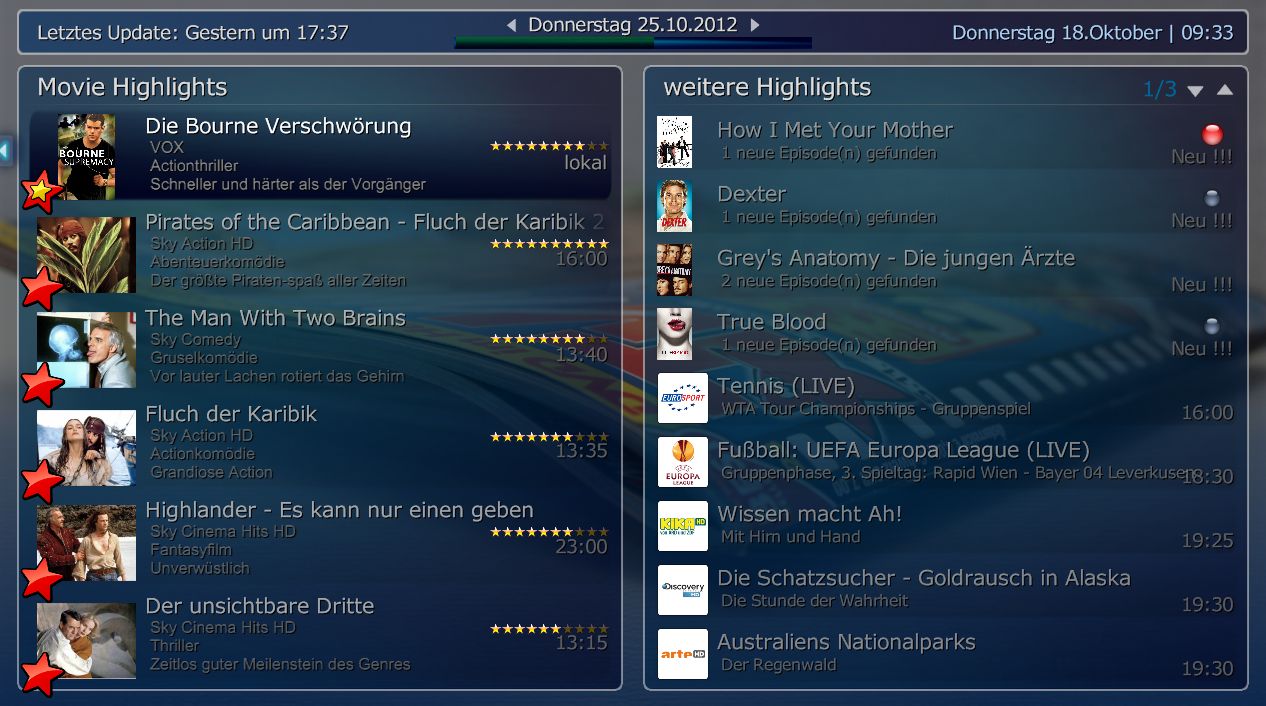 Letztes Update: Gestern um 17:37
Donnerstag 25.10.2012
Donnerstag 18.Oktober | 09:33
Movie Highlights
BOURNE
SUPREMACY
Die Bourne Verschwörung
VOX
lokal
Actionthriller
Schneller und härter als der Vorgänger
Pirates of the Caribbean - Fluch der Karibik 2
Sky Action HD
16:00
Abenteuerkomödie
Der größte Piraten-spaß aller Zeiten
The Man With Two Brains
Sky Comedy
13:40
Gruselkomödie
Vor lauter Lachen rotiert das Gehirn
Fluch der Karibik
Sky Action HD
13:35
Actionkomödie
Grandiose Action
Highlander - Es kann nur einen geben
Sky Cinema Hits HD
23:00
Fantasyfilm
Unverwüstlich
Der unsichtbare Dritte
Sky Cinema Hits HD
13:15
Thriller
Zeitlos guter Meilenstein des Genres
weitere Highlights
1/3
How I Met Your Mother
1 neue Episode(n) gefunden
Neu !!!
DEXTER
Dexter
1 neue Episode(n) gefunden
Neu !!!
GREY'S ANATOMY
Grey's Anatomy - Die jungen Ärzte
2 neue Episode(n) gefunden
Neu !!!
True Blood
1 neue Episode(n) gefunden
Neu !!!
EUROSPORT
Tennis (LIVE)
WTA Tour Championships - Gruppenspiel
16:00
EUROPA
LEAGUE
Fußball: UEFA Europa League (LIVE)
Gruppenphase, 3. Spieltag: Rapid Wien - Bayer 04 Leverkusen
18:30
KiKA HD
von ARD und ZDF
Wissen macht Ah!
Mit Hirn und Hand
19:25
Discovery
HD
Die Schatzsucher - Goldrausch in Alaska
Die Stunde der Wahrheit
19:30
arte HD
Australiens Nationalparks
Der Regenwald
19:30